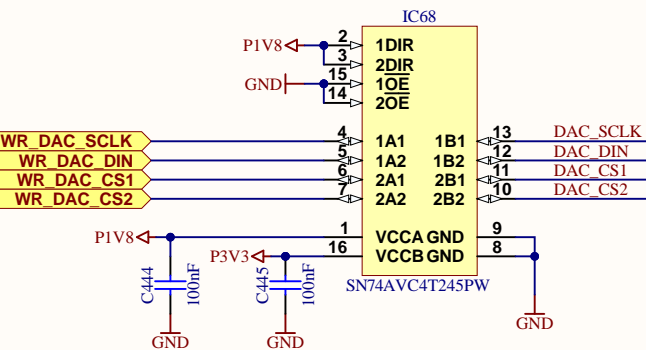 IC68
P1V8 2 1DIR
3 2DIR
GND 15 1OE
14 2OE
WR_DAC_SCLK 4 1A1 1B1 13 DAC_SCLK
WR_DAC_DIN 5 1A2 1B2 12 DAC_DIN
WR_DAC_CS1 6 2A1 2B1 11 DAC_CS1
WR_DAC_CS2 7 2A2 2B2 10 DAC_CS2
P1V8 1 VCCA GND 9
P3V3 16 VCCB GND 8
C444 100nF C445 100nF SN74AVC4T245PW
GND GND GND